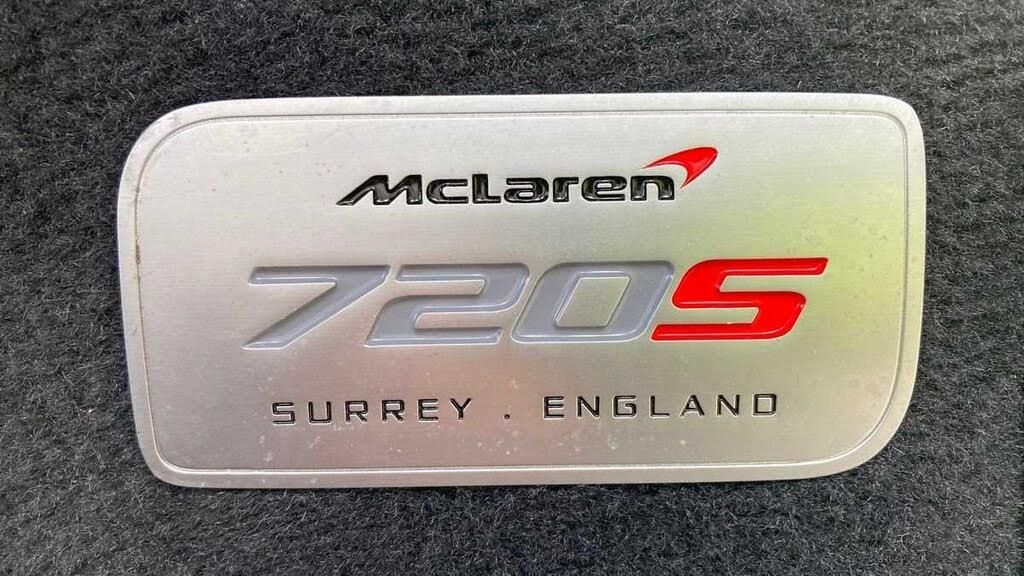 McLaren
720S
SURREY . ENGLAND